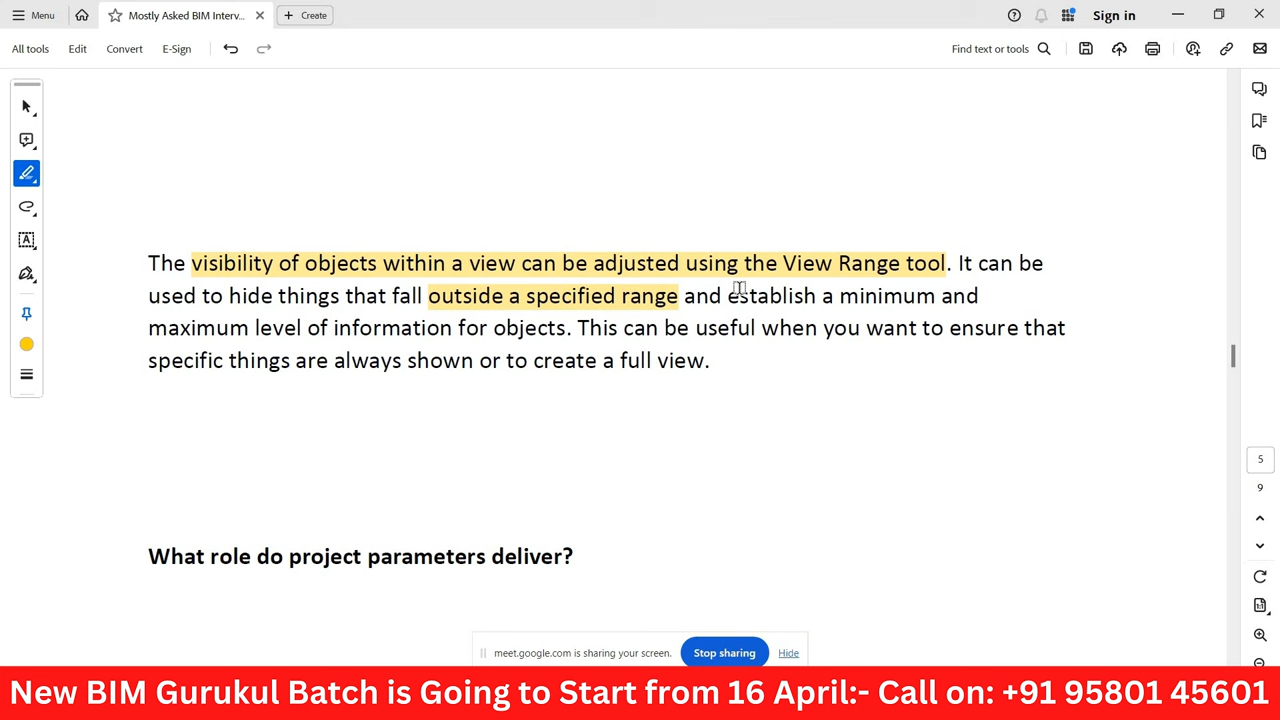 Menu
Mostly Asked BIM Interv...
Create
Sign in
All tools
Edit
Convert
E-Sign
Find text or tools
The visibility of objects within a view can be adjusted using the View Range tool. It can be
used to hide things that fall outside a specified range and establish a minimum and
maximum level of information for objects. This can be useful when you want to ensure that
specific things are always shown or to create a full view.
5
9
What role do project parameters deliver?
meet.google.com is sharing your screen.
Stop sharing
Hide
New BIM Gurukul Batch is Going to Start from 16 April:- Call on: +91 95801 45601